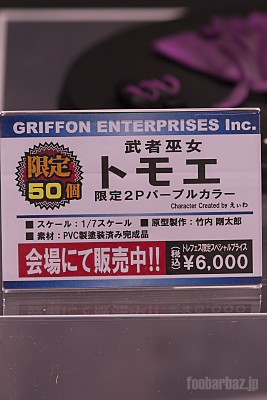 GRIFFON ENTERPRISES Inc.
限定
50個
武者巫女
トモエ
限定2Pパープルカラー
Character Created by えぃわ
■ スケール:1/7スケール ■ 原型製作:竹内 剛太郎
■ 素材:PVC製塗装済み完成品
会場にて販売中!!
トレフェス限定スペシャルプライス
(税込)¥6,000
foobarbaz.jp